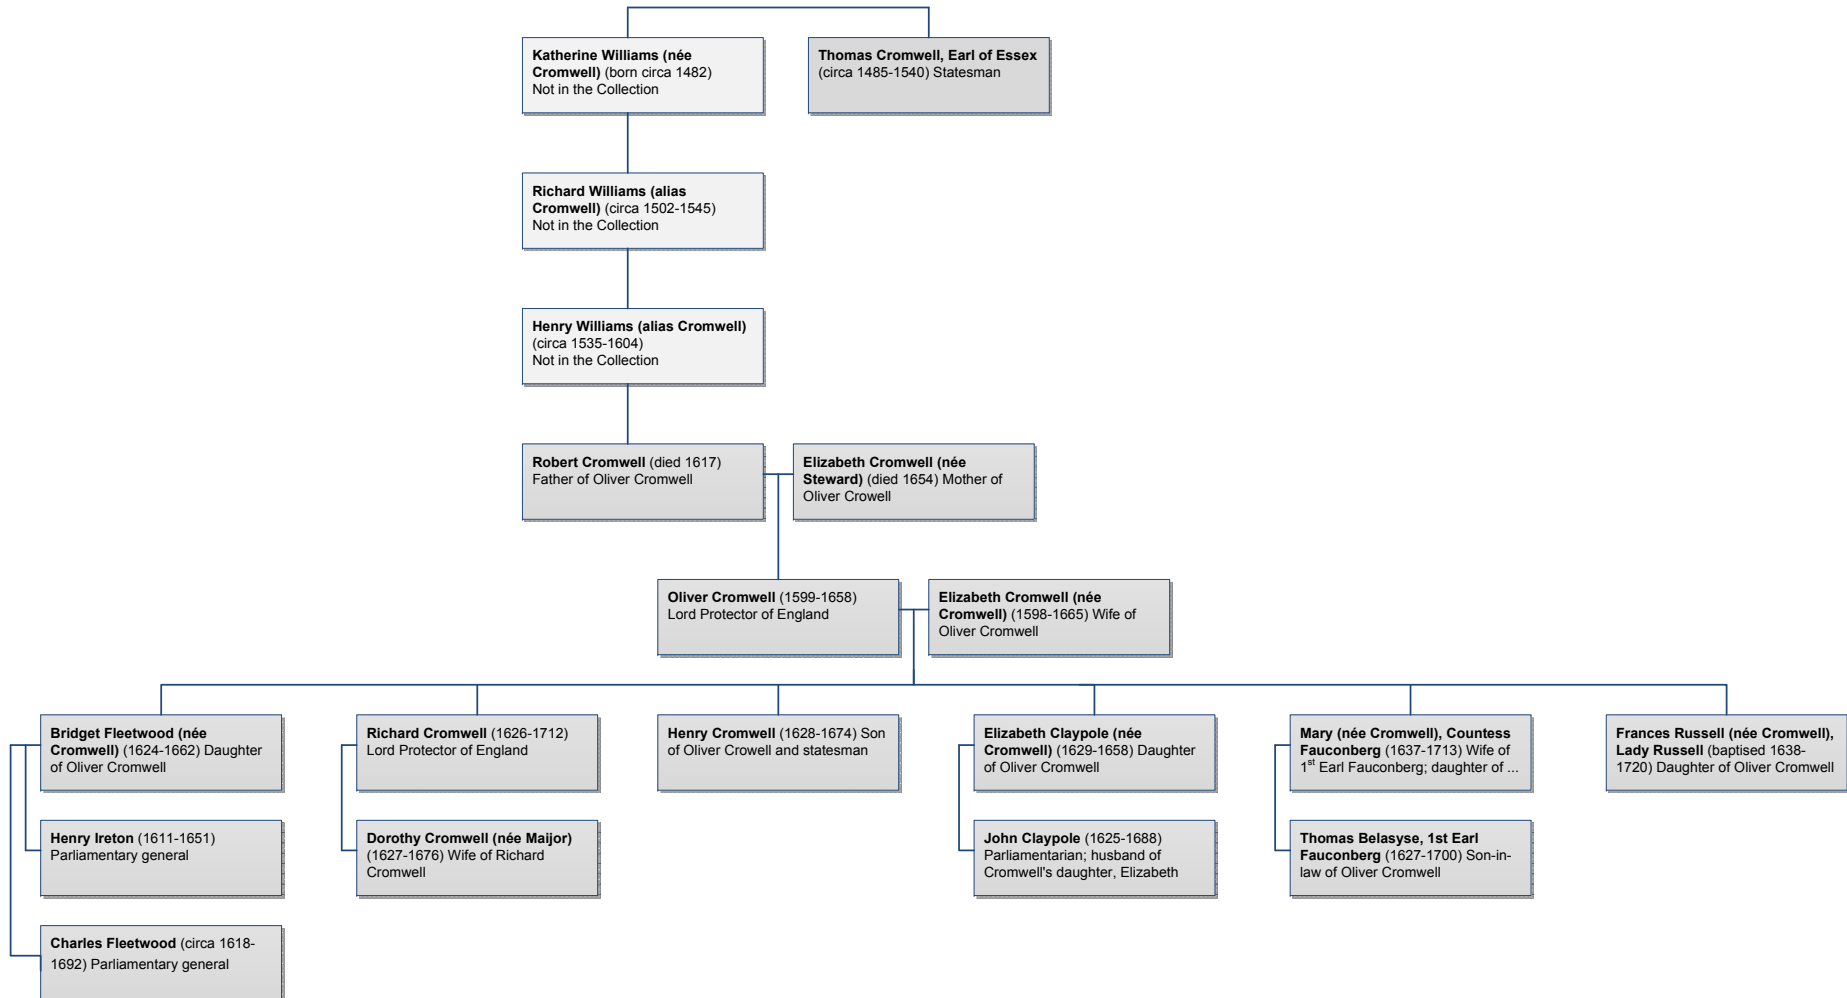 Katherine Williams (née
Cromwell) (born circa 1482)
Not in the Collection
Thomas Cromwell, Earl of Essex
(circa 1485-1540) Statesman
Richard Williams (alias
Cromwell) (circa 1502-1545)
Not in the Collection
Henry Williams (alias Cromwell)
(circa 1535-1604)
Not in the Collection
Robert Cromwell (died 1617)
Father of Oliver Cromwell
Elizabeth Cromwell (née
Steward) (died 1654) Mother of
Oliver Crowell
Oliver Cromwell (1599-1658)
Lord Protector of England
Elizabeth Cromwell (née
Cromwell) (1598-1665) Wife of
Oliver Cromwell
Bridget Fleetwood (née
Cromwell) (1624-1662) Daughter
of Oliver Cromwell
Richard Cromwell (1626-1712)
Lord Protector of England
Henry Cromwell (1628-1674) Son
of Oliver Crowell and statesman
Elizabeth Claypole (née
Cromwell) (1629-1658) Daughter
of Oliver Cromwell
Mary (née Cromwell), Countess
Fauconberg (1637-1713) Wife of
1st Earl Fauconberg; daughter of ...
Frances Russell (née Cromwell),
Lady Russell (baptised 1638-
1720) Daughter of Oliver Cromwell
Henry Ireton (1611-1651)
Parliamentary general
Dorothy Cromwell (née Maijor)
(1627-1676) Wife of Richard
Cromwell
John Claypole (1625-1688)
Parliamentarian; husband of
Cromwell's daughter, Elizabeth
Thomas Belasyse, 1st Earl
Fauconberg (1627-1700) Son-in-
law of Oliver Cromwell
Charles Fleetwood (circa 1618-
1692) Parliamentary general